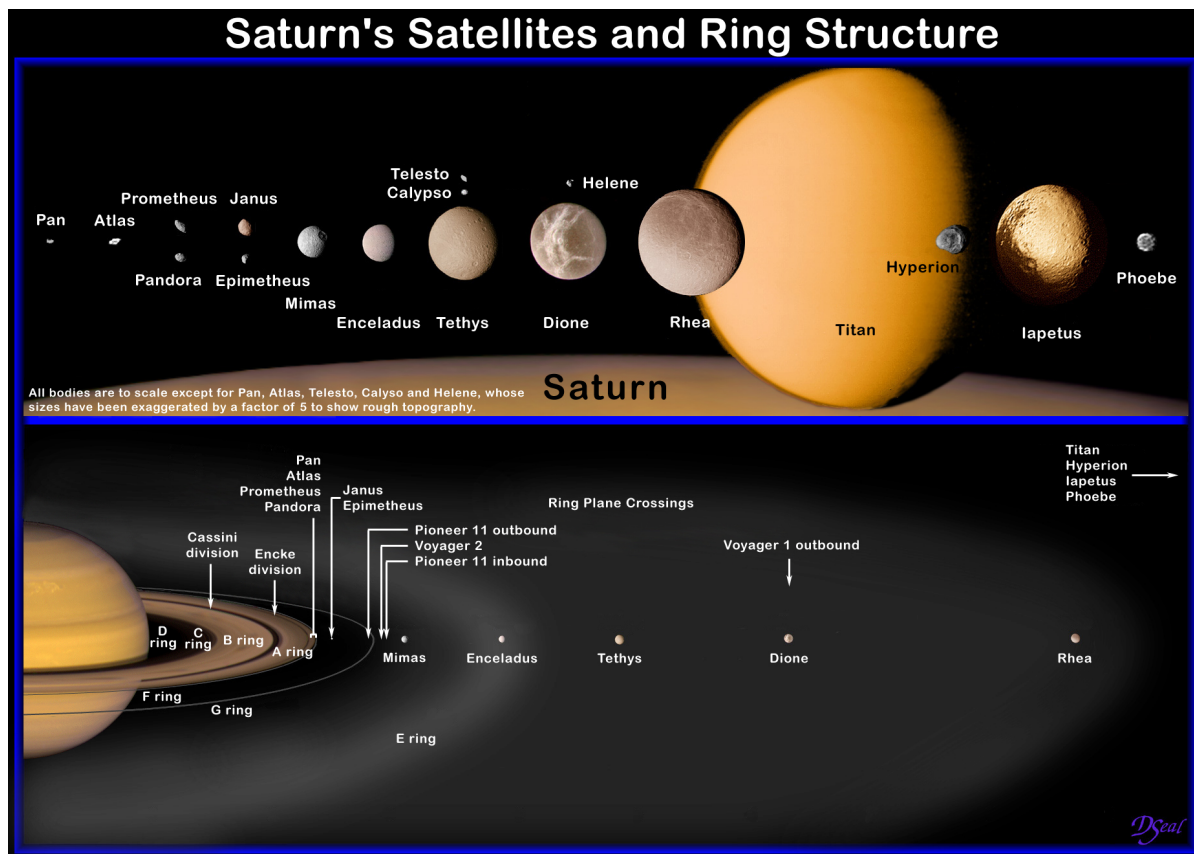 Saturn's Satellites and Ring Structure
Telesto
Calypso
Helene
Prometheus
Janus
Pan
Atlas
Pandora
Epimetheus
Mimas
Enceladus
Tethys
Dione
Rhea
Titan
Hyperion
Iapetus
Phoebe
Saturn
All bodies are to scale except for Pan, Atlas, Telesto, Calyso and Helene, whose
sizes have been exaggerated by a factor of 5 to show rough topography.
Pan
Atlas
Prometheus
Pandora
Janus
Epimetheus
Ring Plane Crossings
Titan
Hyperion
Iapetus
Phoebe
Cassini
division
Encke
division
Pioneer 11 outbound
Voyager 2
Pioneer 11 inbound
Voyager 1 outbound
D
ring
C
ring
B ring
A ring
Mimas
Enceladus
Tethys
Dione
Rhea
F ring
G ring
E ring
DSeal